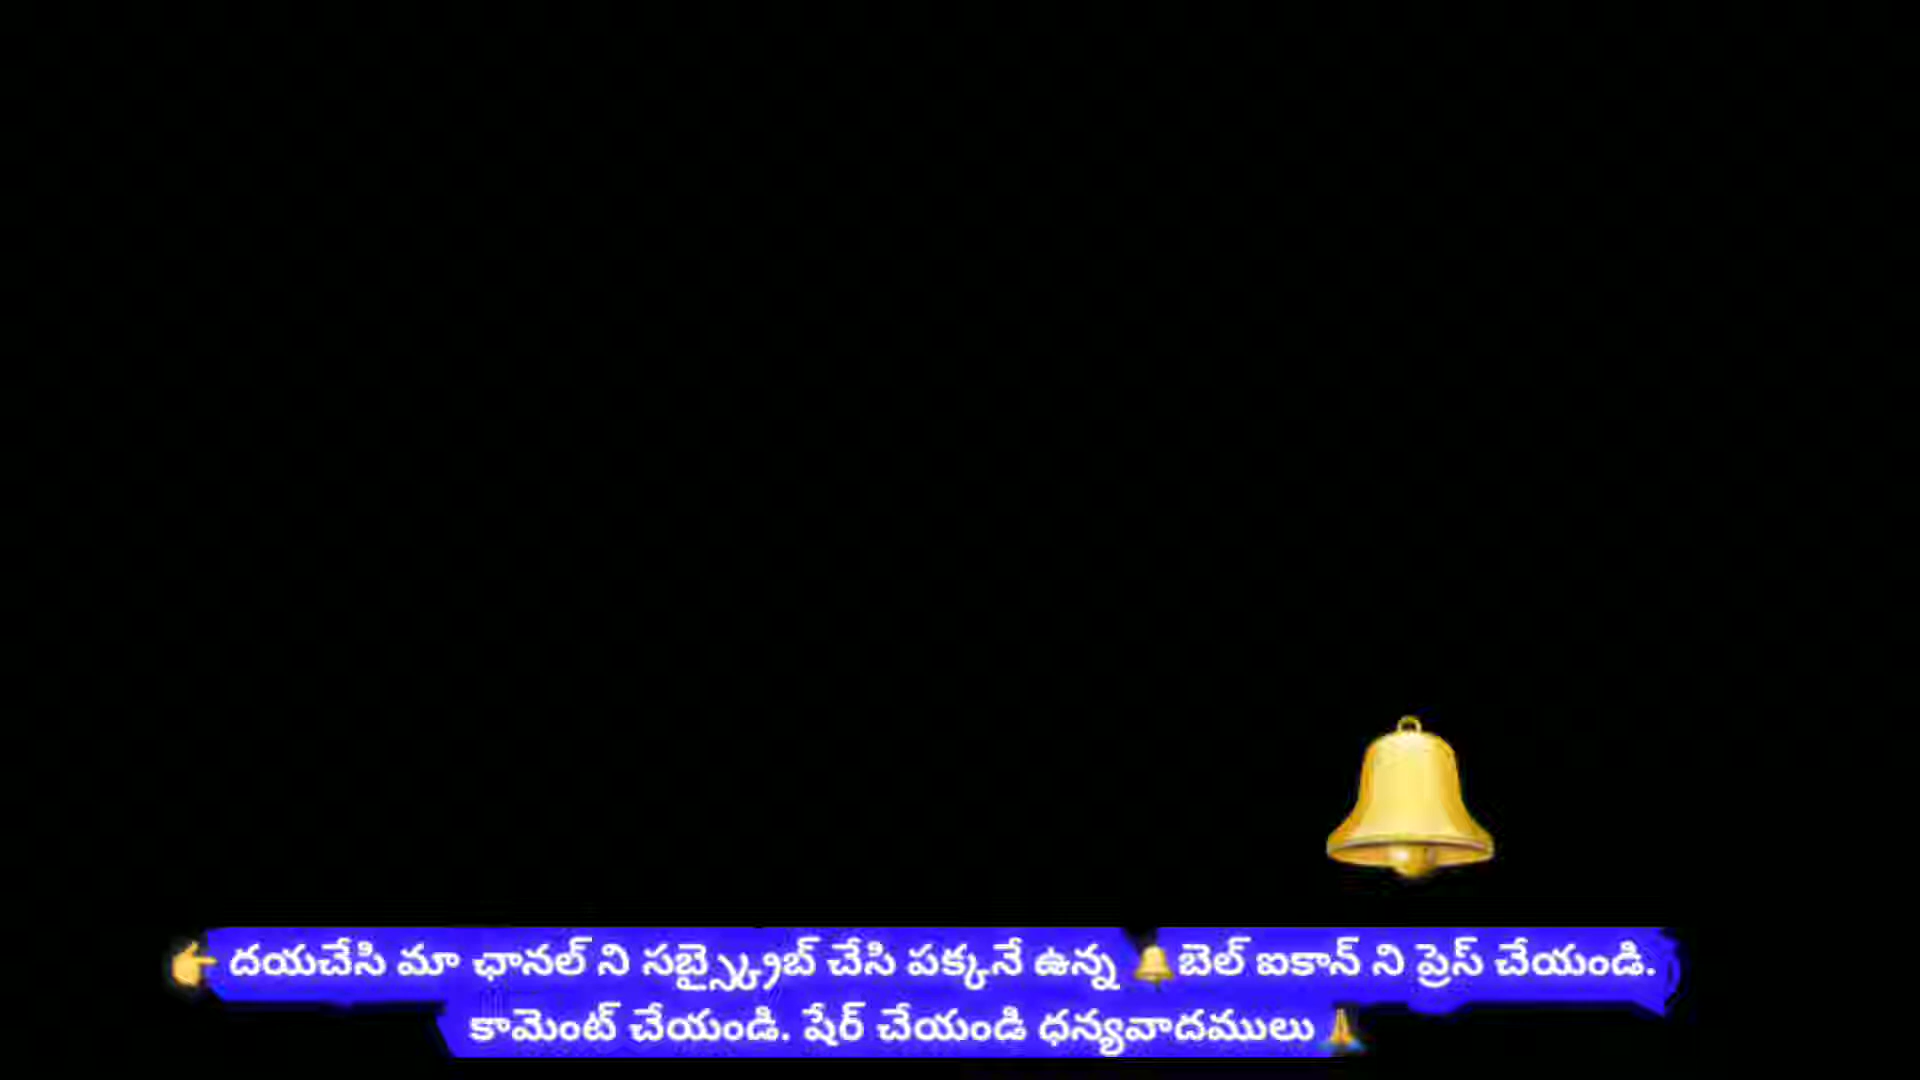 👉 దయచేసి మా ఛానల్ ని సబ్స్క్రైబ్ చేసి పక్కనే ఉన్న 🔔 బెల్ ఐకాన్ ని ప్రెస్ చేయండి.
కామెంట్ చేయండి. షేర్ చేయండి ధన్యవాదములు 🙏